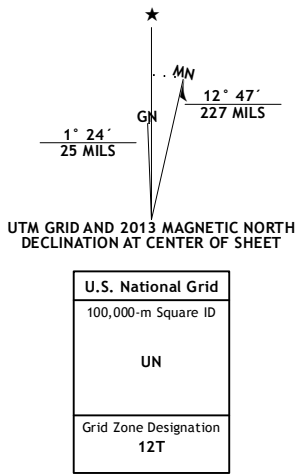 ★
MN
GN
12° 47´
227 MILS
1° 24´
25 MILS
UTM GRID AND 2013 MAGNETIC NORTH
DECLINATION AT CENTER OF SHEET
U.S. National Grid
100,000-m Square ID
UN
Grid Zone Designation
12T